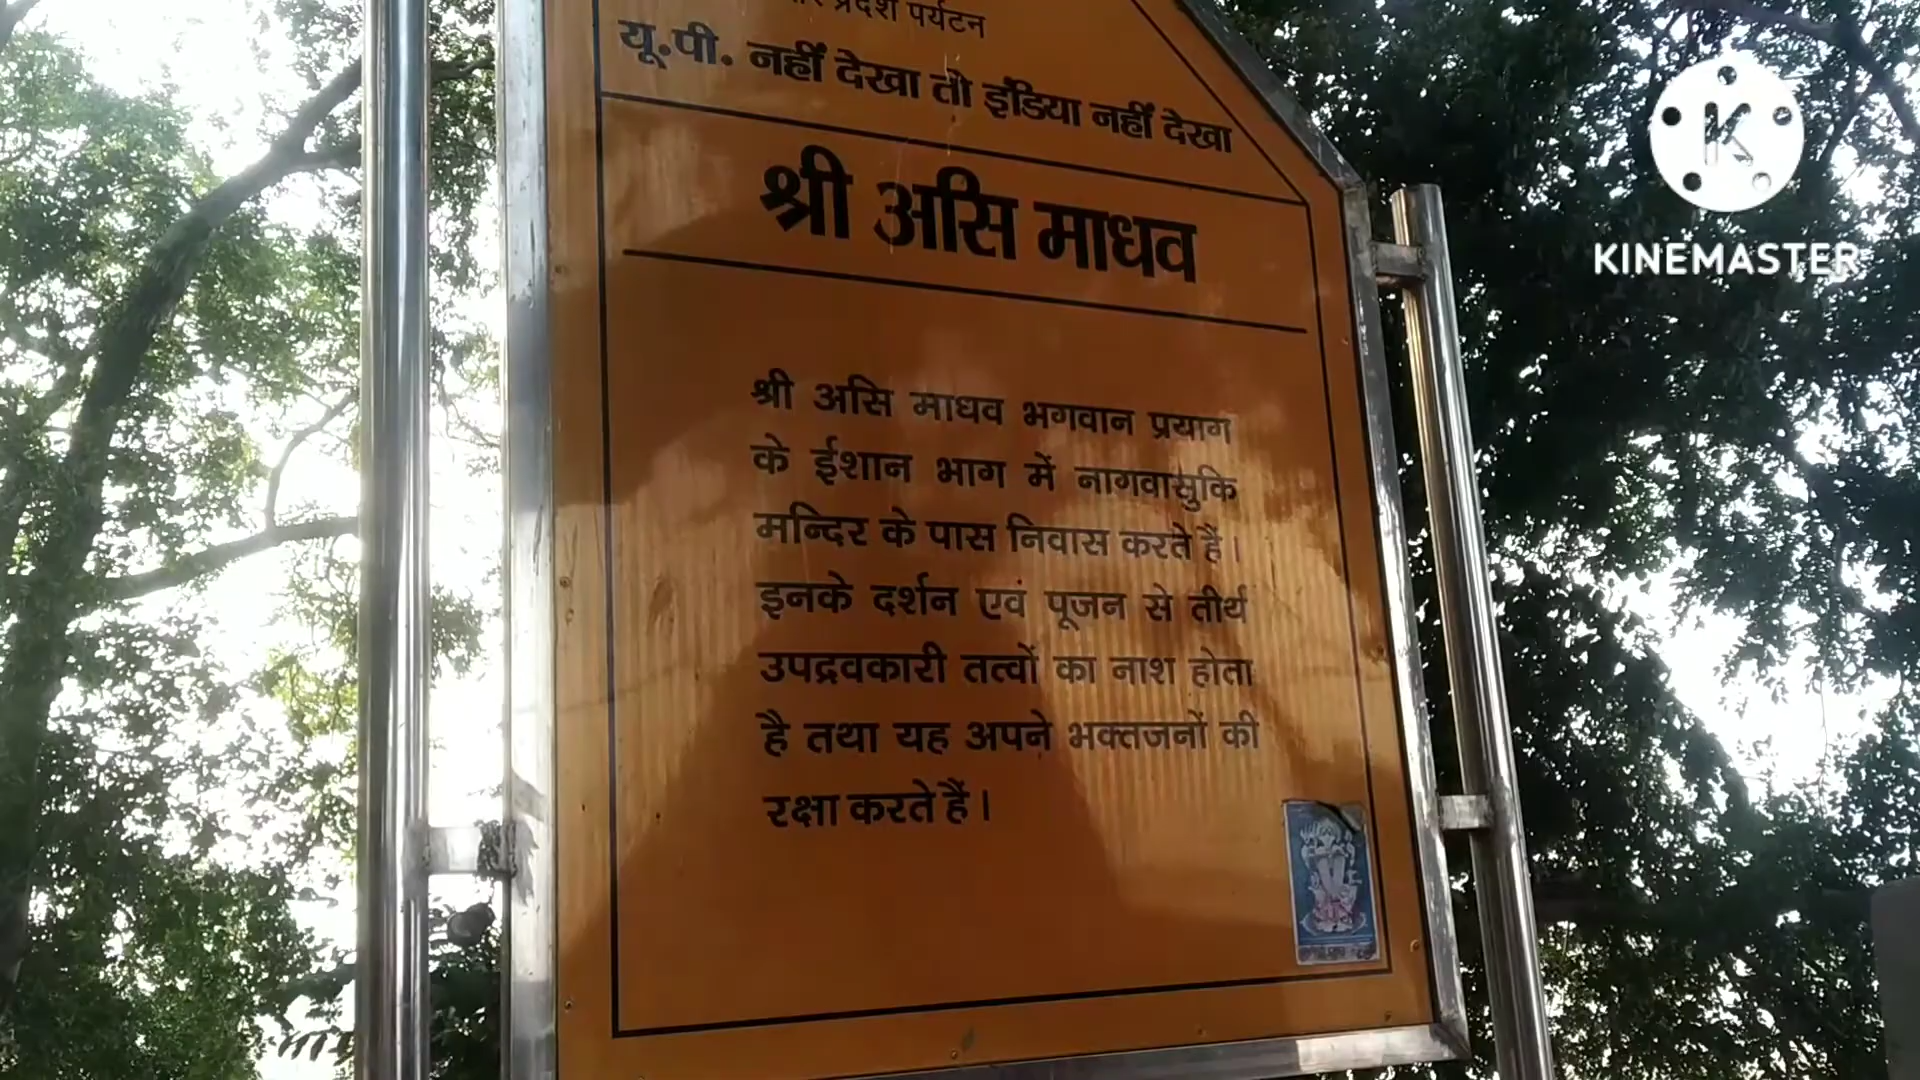 प्रदेश पर्यटन
यू.पी. नहीं देखा तो इंडिया नहीं देखा
श्री असि माधव
श्री असि माधव भगवान प्रयाग
के ईशान भाग में नागवासुकि
मन्दिर के पास निवास करते हैं।
इनके दर्शन एवं पूजन से तीर्थ
उपद्रवकारी तत्वों का नाश होता
है तथा यह अपने भक्तजनों की
रक्षा करते हैं।
K
KINEMASTER